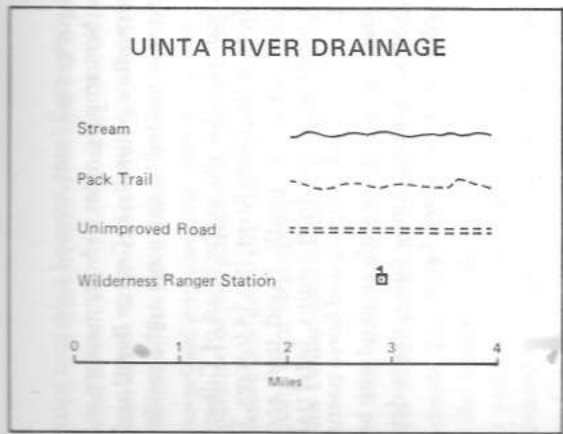 UINTA RIVER DRAINAGE
Stream
Pack Trail
Unimproved Road
Wilderness Ranger Station
0 1 2 3 4
Miles